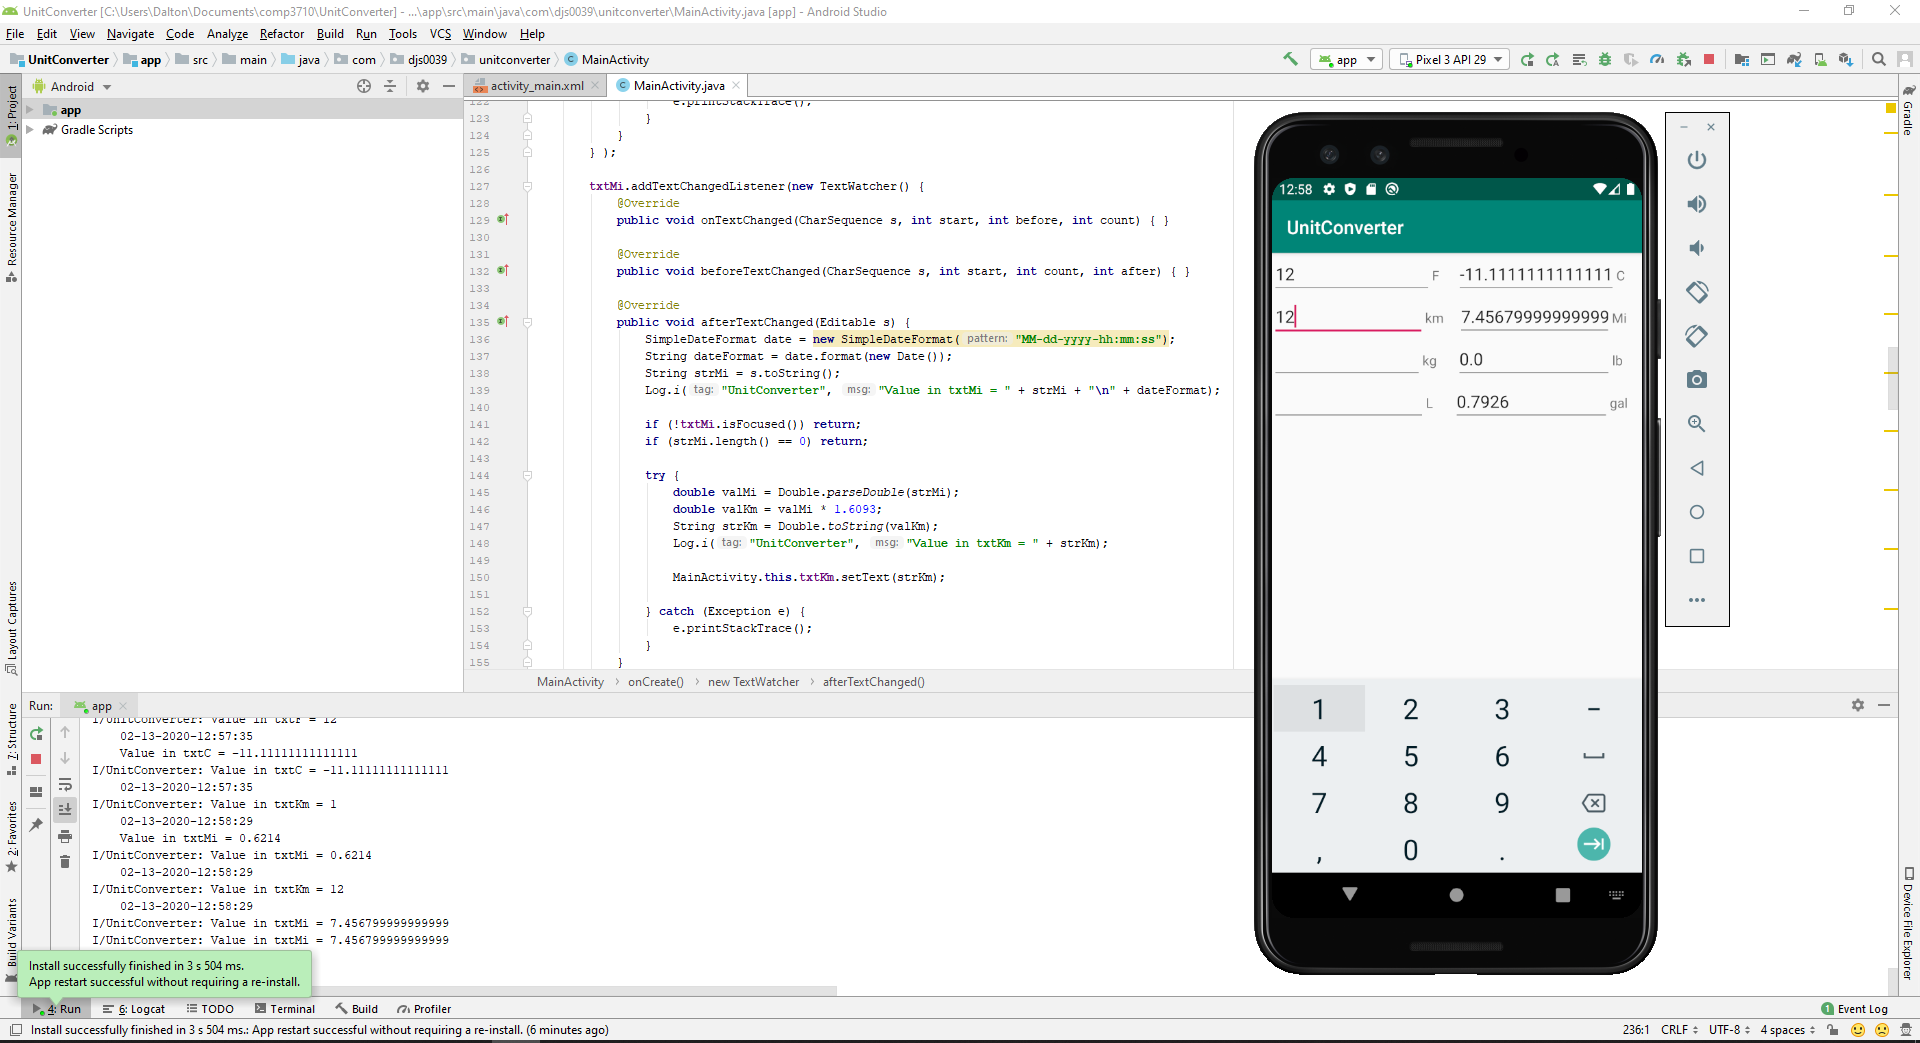 UnitConverter [C:\Users\Dalton\Documents\comp3710\UnitConverter] - ...\app\src\main\java\com\djs0039\unitconverter\MainActivity.java [app] - Android Studio
File Edit View Navigate Code Analyze Refactor Build Run Tools VCS Window Help
UnitConverter app src main java com djs0039 unitconverter MainActivity
app Pixel 3 API 29
1: Project
Resource Manager
Layout Captures
7: Structure
2: Favorites
Build Variants
Android
app
Gradle Scripts
activity_main.xml MainActivity.java
122 e.printStackTrace();
123 }
124 }
125 } );
126
127 txtMi.addTextChangedListener(new TextWatcher() {
128 @Override
129 public void onTextChanged(CharSequence s, int start, int before, int count) { }
130
131 @Override
132 public void beforeTextChanged(CharSequence s, int start, int count, int after) { }
133
134 @Override
135 public void afterTextChanged(Editable s) {
136 SimpleDateFormat date = new SimpleDateFormat( pattern: "MM-dd-yyyy-hh:mm:ss");
137 String dateFormat = date.format(new Date());
138 String strMi = s.toString();
139 Log.i( tag: "UnitConverter", msg: "Value in txtMi = " + strMi + "\n" + dateFormat);
140
141 if (!txtMi.isFocused()) return;
142 if (strMi.length() == 0) return;
143
144 try {
145 double valMi = Double.parseDouble(strMi);
146 double valKm = valMi * 1.6093;
147 String strKm = Double.toString(valKm);
148 Log.i( tag: "UnitConverter", msg: "Value in txtKm = " + strKm);
149
150 MainActivity.this.txtKm.setText(strKm);
151
152 } catch (Exception e) {
153 e.printStackTrace();
154 }
155 }
MainActivity › onCreate() › new TextWatcher › afterTextChanged()
12:58
UnitConverter
12 F -11.1111111111111 C
12 km 7.45679999999999 Mi
kg 0.0 lb
L 0.7926 gal
1 2 3 −
4 5 6
7 8 9
, 0 .
Gradle
Device File Explorer
Run: app
I/UnitConverter: Value in txtF = 12
02-13-2020-12:57:35
Value in txtC = -11.11111111111111
I/UnitConverter: Value in txtC = -11.11111111111111
02-13-2020-12:57:35
I/UnitConverter: Value in txtKm = 1
02-13-2020-12:58:29
Value in txtMi = 0.6214
I/UnitConverter: Value in txtMi = 0.6214
02-13-2020-12:58:29
I/UnitConverter: Value in txtKm = 12
02-13-2020-12:58:29
I/UnitConverter: Value in txtMi = 7.456799999999999
I/UnitConverter: Value in txtMi = 7.456799999999999
Install successfully finished in 3 s 504 ms.
App restart successful without requiring a re-install.
4: Run 6: Logcat TODO Terminal Build Profiler 1 Event Log
Install successfully finished in 3 s 504 ms.: App restart successful without requiring a re-install. (6 minutes ago) 236:1 CRLF UTF-8 4 spaces